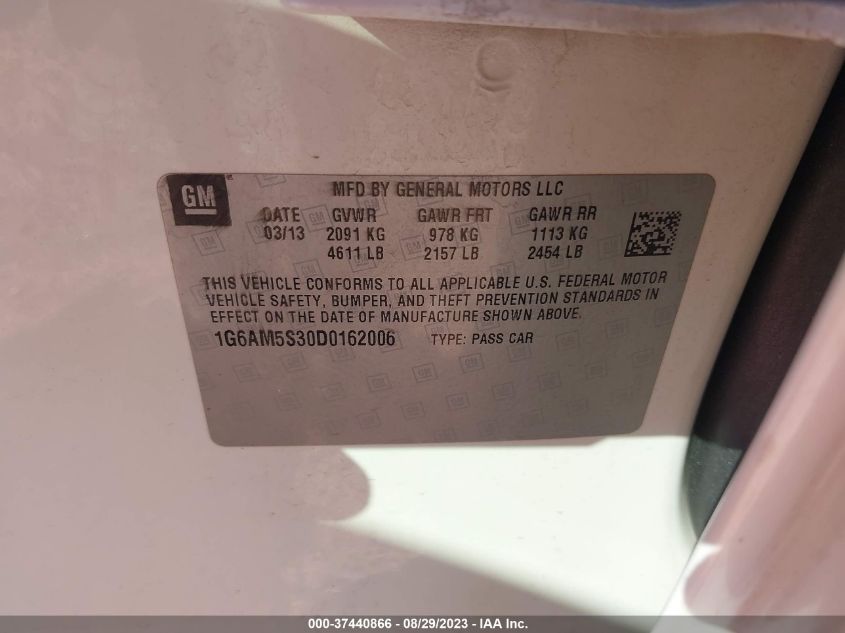 GM
MFD BY GENERAL MOTORS LLC
DATE GVWR GAWR FRT GAWR RR
03/13 2091 KG 978 KG 1113 KG
4611 LB 2157 LB 2454 LB
THIS VEHICLE CONFORMS TO ALL APPLICABLE U.S. FEDERAL MOTOR
VEHICLE SAFETY, BUMPER, AND THEFT PREVENTION STANDARDS IN
EFFECT ON THE DATE OF MANUFACTURE SHOWN ABOVE.
1G6AM5S30D0162006 TYPE: PASS CAR
000-37440866 - 08/29/2023 - IAA Inc.